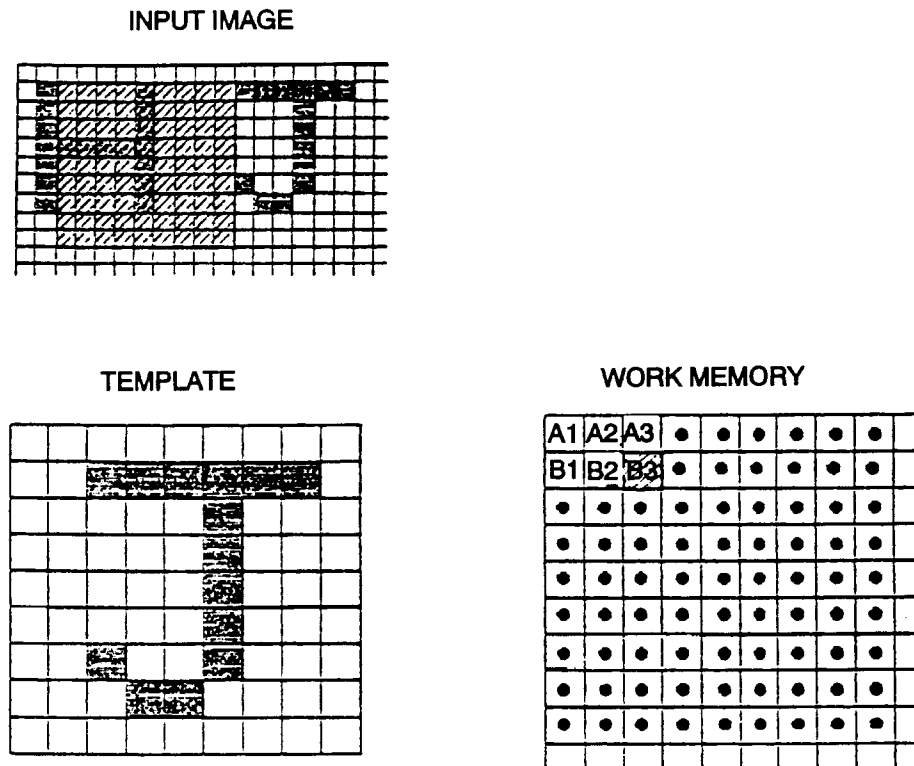 INPUT IMAGE
TEMPLATE
WORK MEMORY
A1 A2 A3
B1 B2 B3